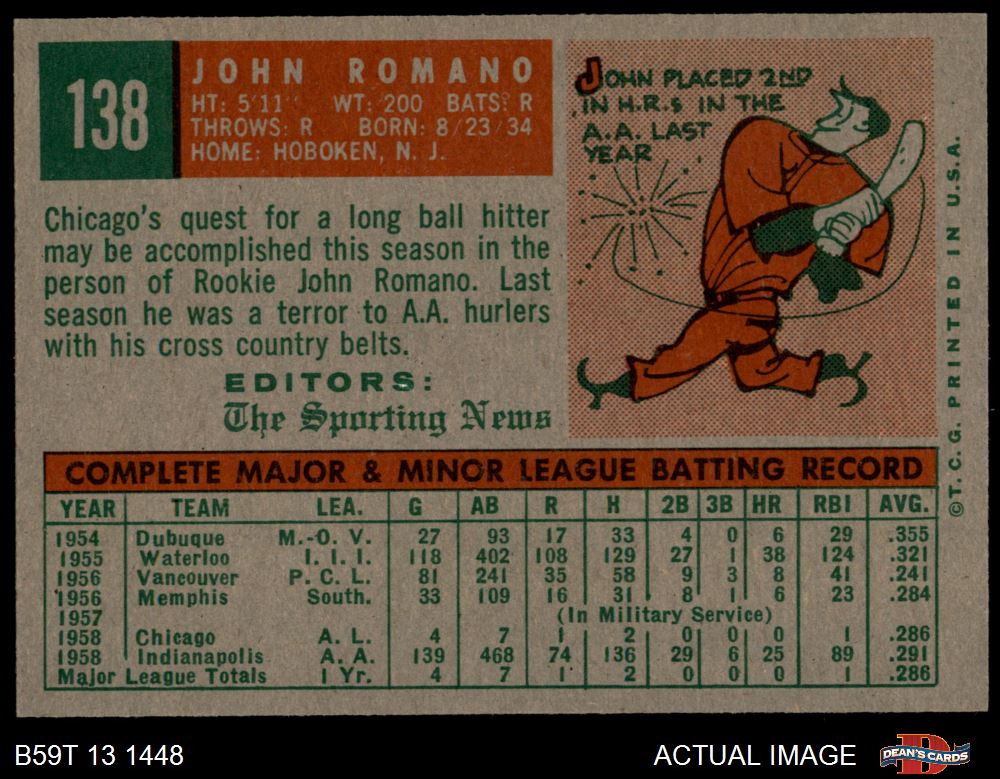 138
JOHN ROMANO
HT: 5'11" WT: 200 BATS: R
THROWS: R BORN: 8/23/34
HOME: HOBOKEN, N. J.
JOHN PLACED 2ND
IN H.R.s IN THE
A.A. LAST
YEAR
Chicago's quest for a long ball hitter
may be accomplished this season in the
person of Rookie John Romano. Last
season he was a terror to A.A. hurlers
with his cross country belts.
EDITORS:
The Sporting News
©T. C. G. PRINTED IN U.S.A.
COMPLETE MAJOR & MINOR LEAGUE BATTING RECORD
YEAR TEAM LEA. G AB R H 2B 3B HR RBI AVG.
1954 Dubuque M.-O. V. 27 93 17 33 4 0 6 29 .355
1955 Waterloo I. I. I. 118 402 108 129 27 1 38 124 .321
1956 Vancouver P. C. L. 81 241 35 58 9 3 8 41 .241
1956 Memphis South. 33 109 16 31 8 1 6 23 .284
1957 (In Military Service)
1958 Chicago A. L. 4 7 1 2 0 0 0 1 .286
1958 Indianapolis A. A. 139 468 74 136 29 6 25 89 .291
Major League Totals 1 Yr. 4 7 1 2 0 0 0 1 .286
B59T 13 1448
ACTUAL IMAGE
DEAN'S CARDS